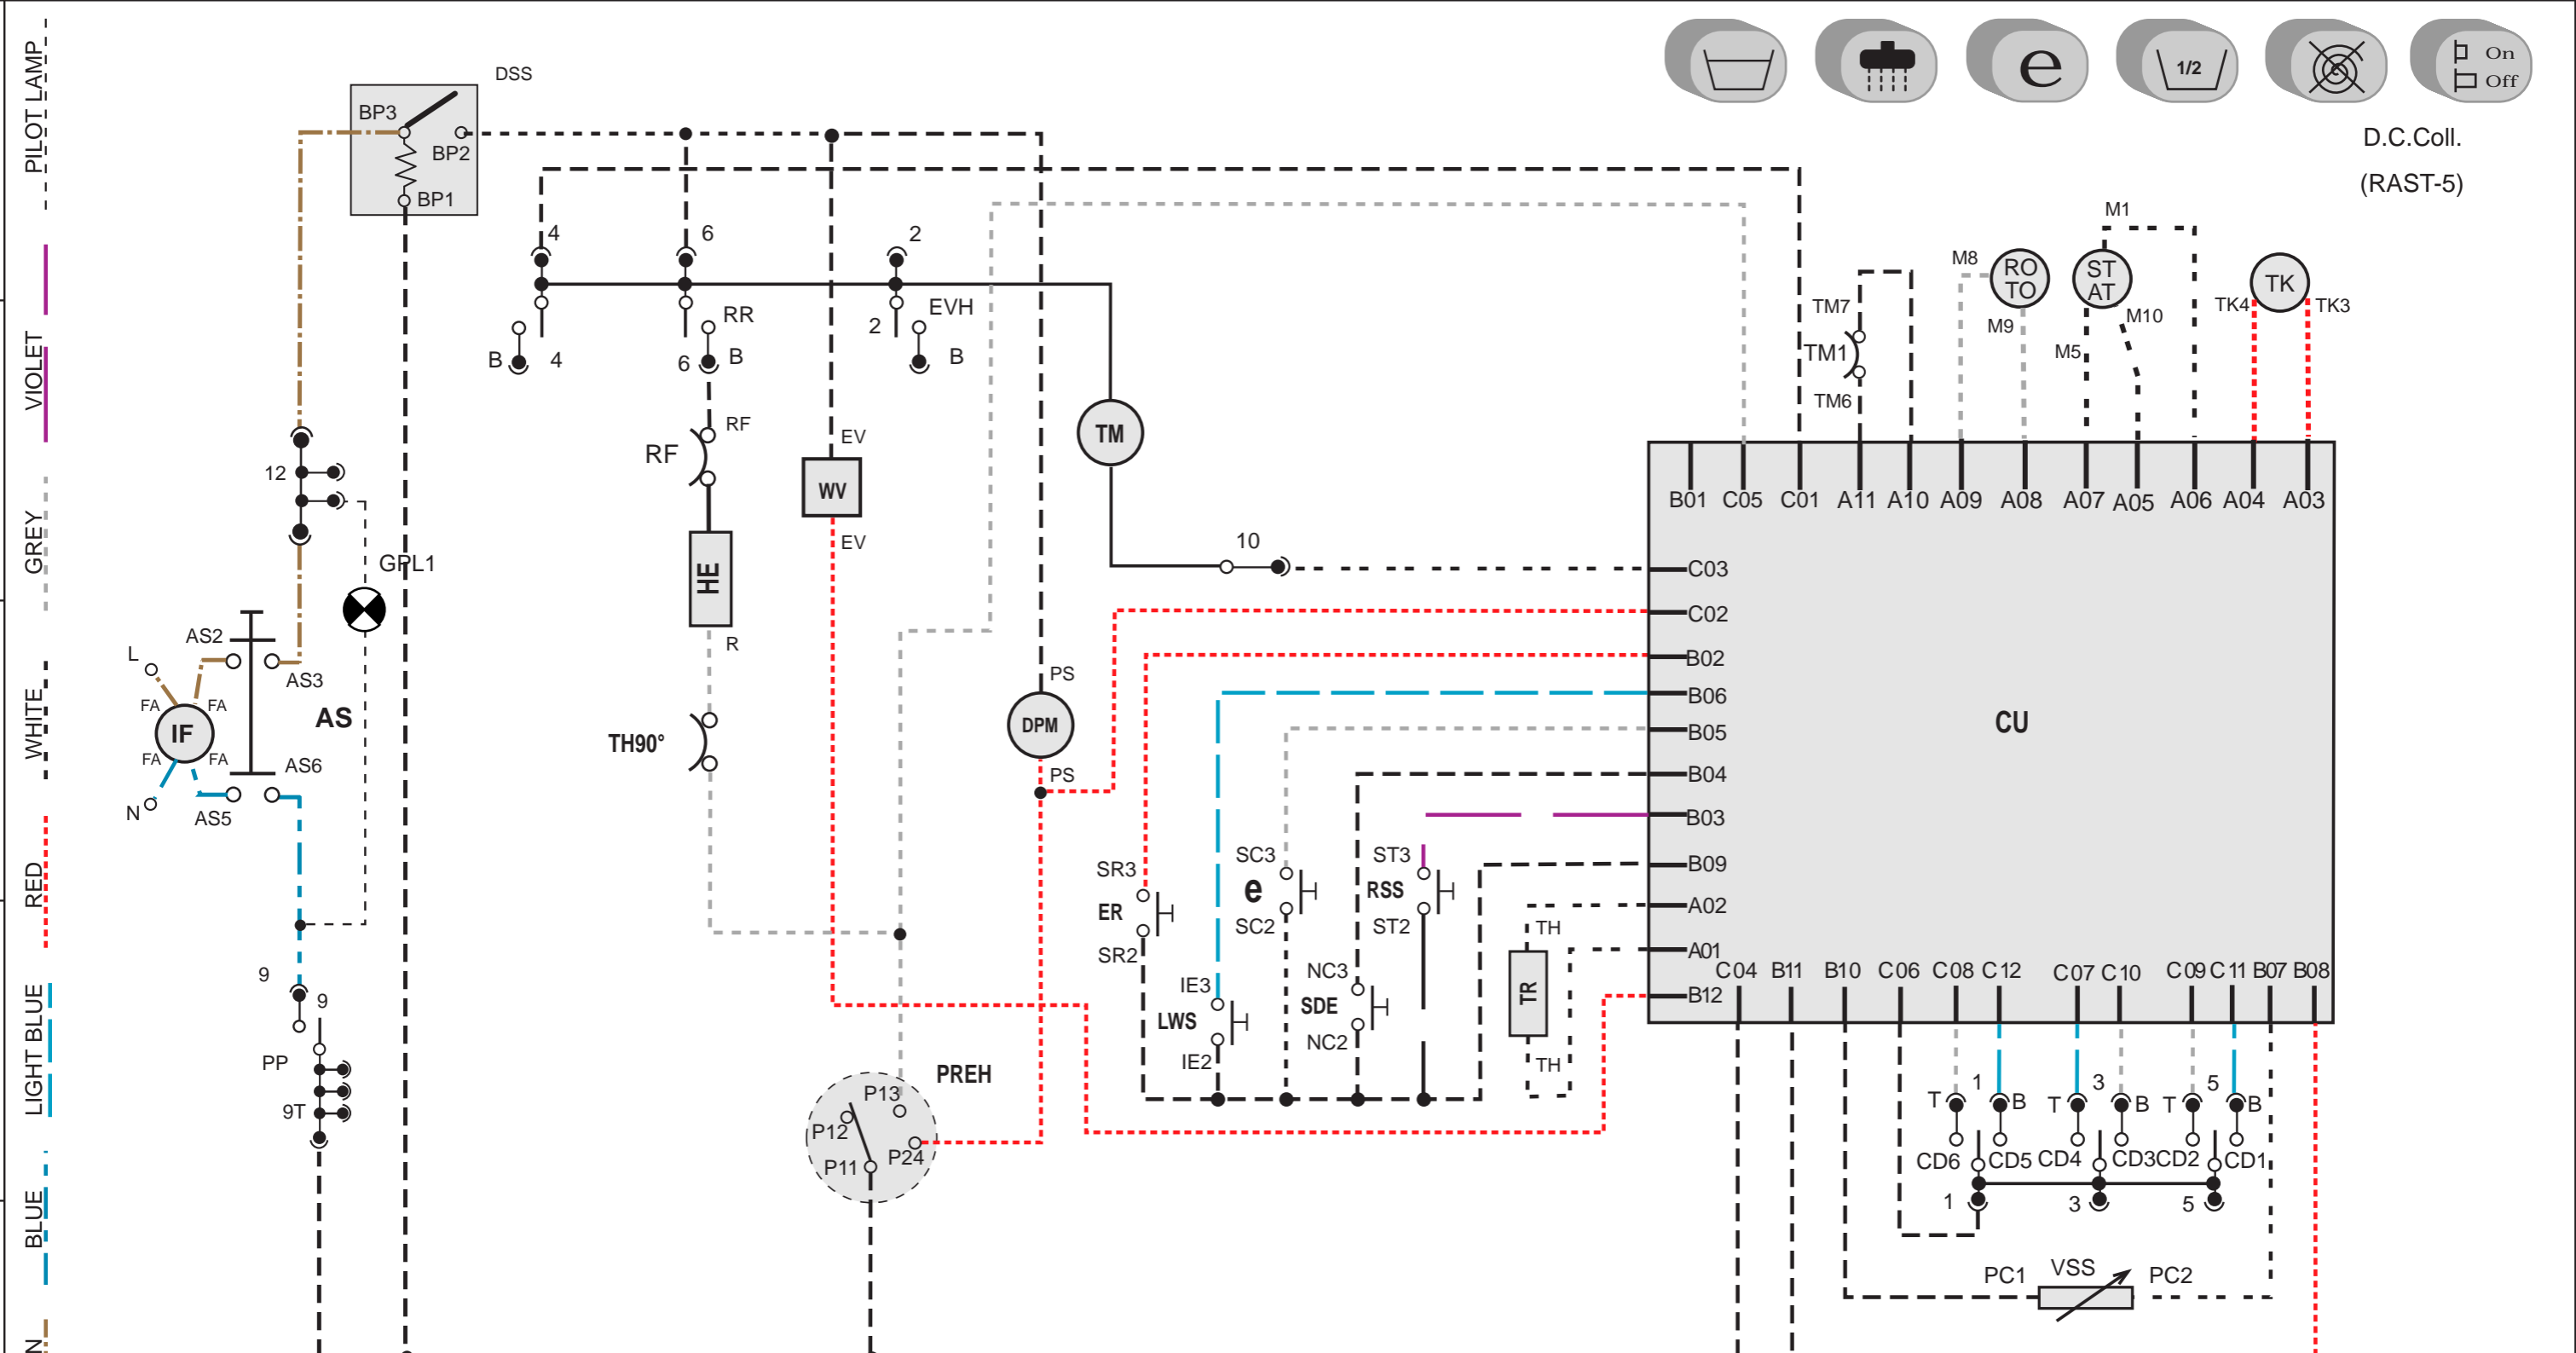 PILOT LAMP
VIOLET
GREY
WHITE
RED
LIGHT BLUE
BLUE
N
e
1/2
On
Off
D.C.Coll.
(RAST-5)
DSS
BP3
BP2
BP1
4
6
2
B
4
RR
6
B
EVH
2
B
12
GPL1
AS2
AS3
L
FA
FA
IF
FA
FA
AS
N
AS5
AS6
9
9
PP
9T
RF
RF
HE
R
TH90°
EV
WV
EV
TM
10
PS
DPM
PS
PREH
P13
P12
P11
P24
M1
M8
RO
TO
M9
ST
AT
M10
M5
TK
TK4
TK3
TM7
TM1
TM6
B01
C05
C01
A11
A10
A09
A08
A07
A05
A06
A04
A03
C03
C02
B02
B06
B05
B04
B03
B09
A02
A01
B12
CU
C04
B11
B10
C06
C08
C12
C07
C10
C09
C11
B07
B08
SR3
ER
SR2
IE3
LWS
IE2
SC3
e
SC2
NC3
SDE
NC2
ST3
RSS
ST2
TH
TR
TH
T
1
B
T
3
B
T
5
B
CD6
CD5
CD4
CD3
CD2
CD1
1
3
5
PC1
VSS
PC2